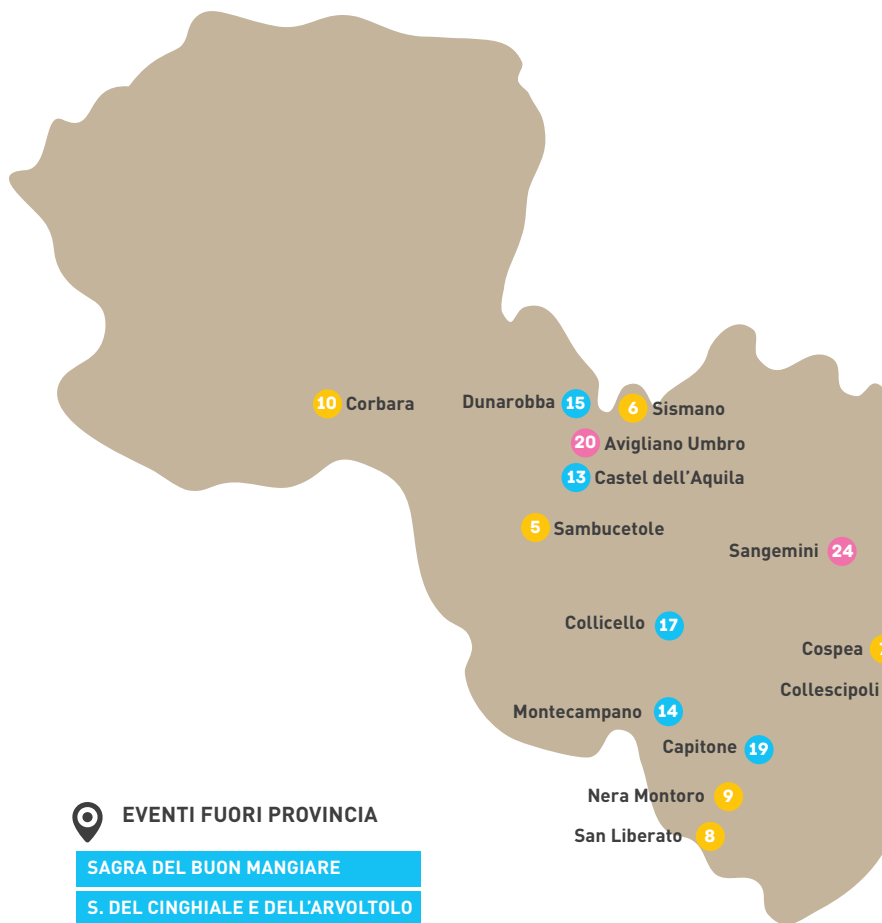 10 Corbara
Dunarobba 15
6 Sismano
20 Avigliano Umbro
13 Castel dell'Aquila
5 Sambucetole
Sangemini 24
Collicello 17
Cospea
Collescipoli
Montecampano 14
Capitone 19
Nera Montoro 9
San Liberato 8
EVENTI FUORI PROVINCIA
SAGRA DEL BUON MANGIARE
S. DEL CINGHIALE E DELL'ARVOLTOLO